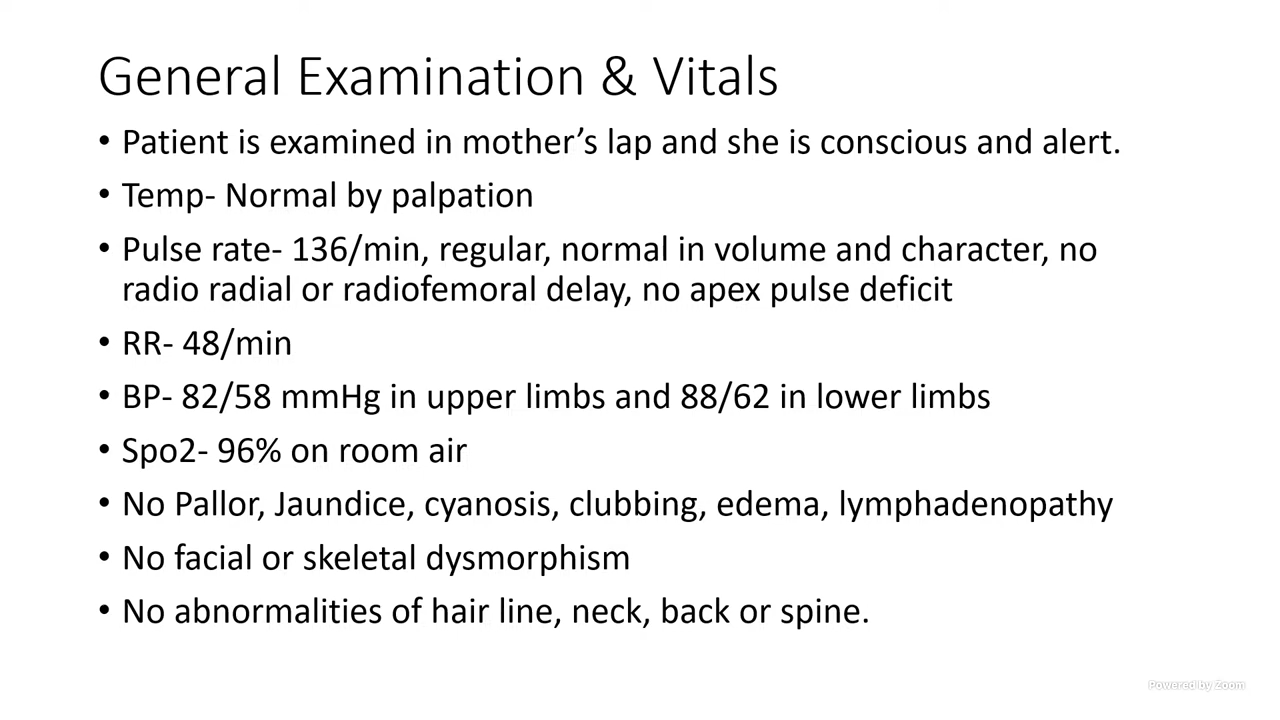 General Examination & Vitals
• Patient is examined in mother’s lap and she is conscious and alert.
• Temp- Normal by palpation
• Pulse rate- 136/min, regular, normal in volume and character, no
radio radial or radiofemoral delay, no apex pulse deficit
• RR- 48/min
• BP- 82/58 mmHg in upper limbs and 88/62 in lower limbs
• Spo2- 96% on room air
• No Pallor, Jaundice, cyanosis, clubbing, edema, lymphadenopathy
• No facial or skeletal dysmorphism
• No abnormalities of hair line, neck, back or spine.
Powered by Zoom